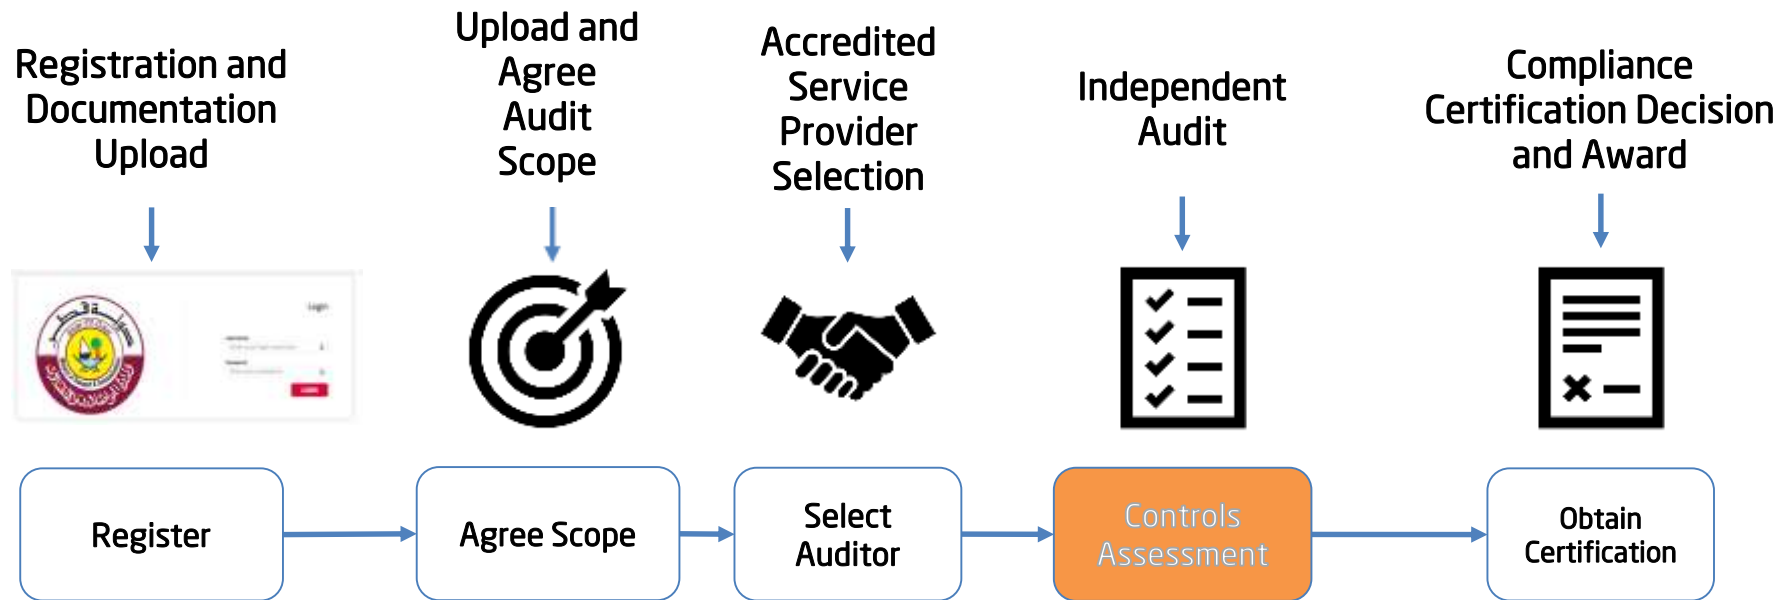 Registration and
Documentation
Upload
Upload and
Agree
Audit
Scope
Accredited
Service
Provider
Selection
Independent
Audit
Compliance
Certification Decision
and Award
Login
Register
Agree Scope
Select
Auditor
Controls
Assessment
Obtain
Certification